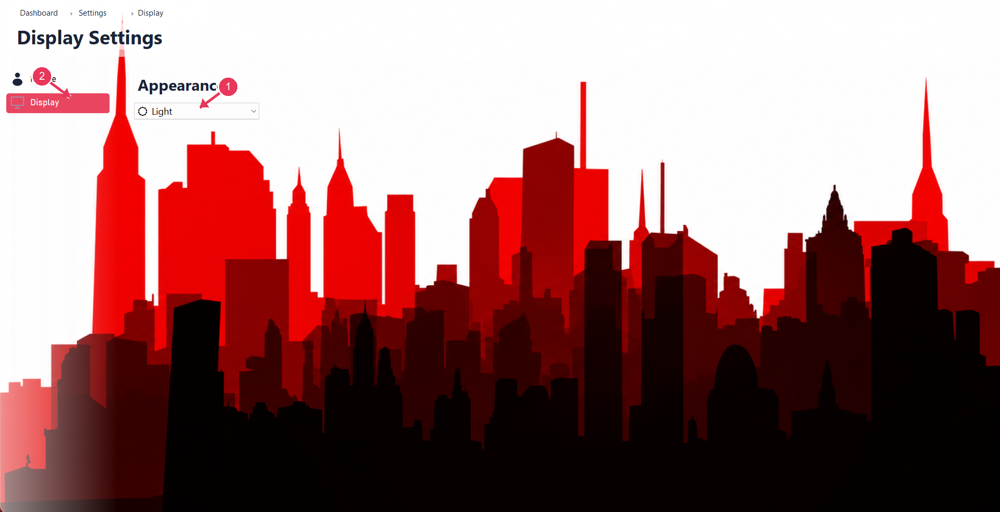 Dashboard › Settings › Display
Display Settings
2
Display
Appearanc
1
Light